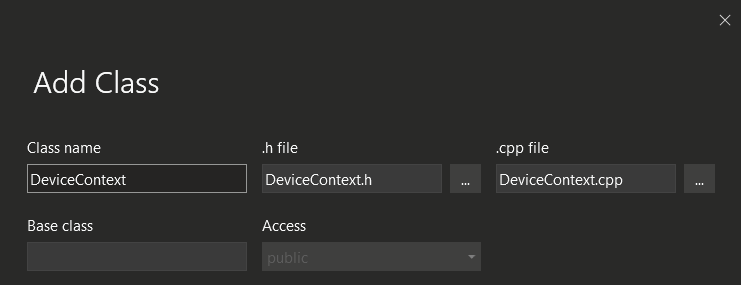 Add Class
Class name .h file .cpp file
DeviceContext DeviceContext.h ... DeviceContext.cpp ...
Base class Access
public